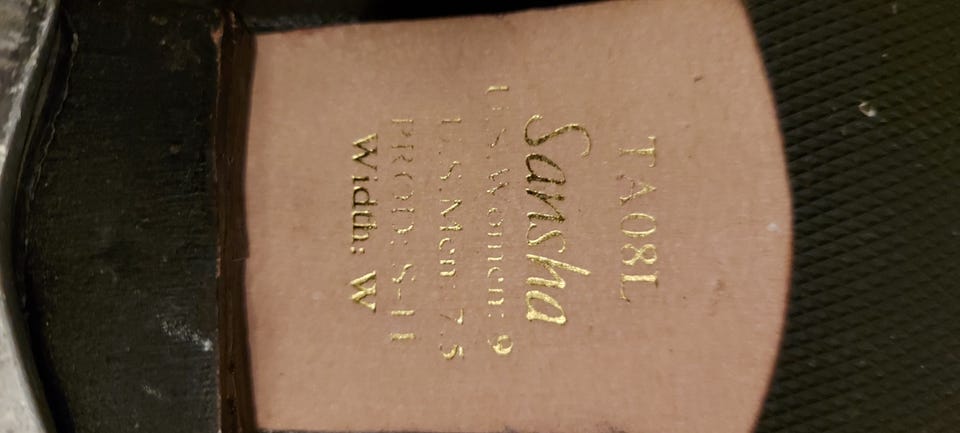 TA08L
Sansha
U.S.Women: 9
U.S.Men: 7.5
PROD: S-11
Width: W